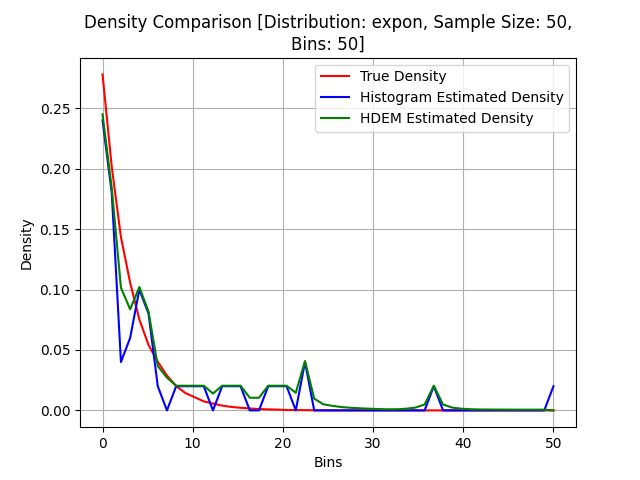 Density Comparison [Distribution: expon, Sample Size: 50,
Bins: 50]
True Density
Histogram Estimated Density
HDEM Estimated Density
Density
0.25
0.20
0.15
0.10
0.05
0.00
0 10 20 30 40 50
Bins